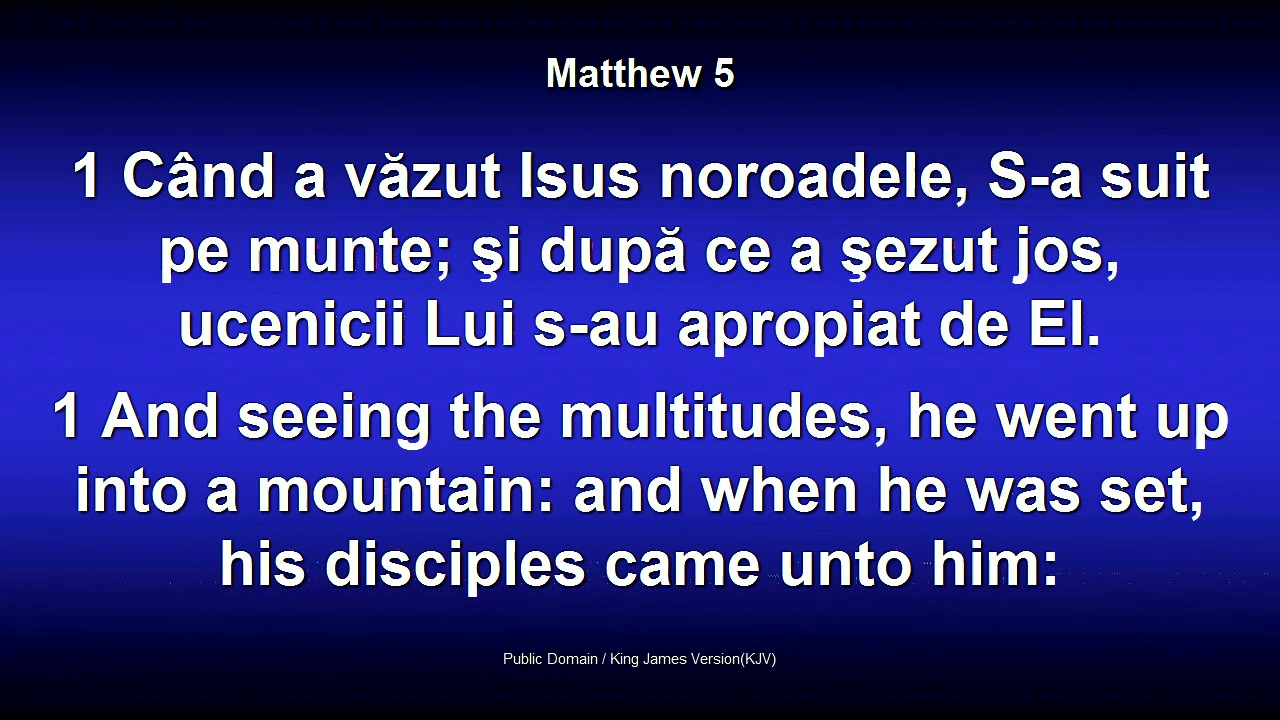 Matthew 5
1 Când a văzut Isus noroadele, S-a suit
pe munte; şi după ce a şezut jos,
ucenicii Lui s-au apropiat de El.
1 And seeing the multitudes, he went up
into a mountain: and when he was set,
his disciples came unto him:
Public Domain / King James Version(KJV)